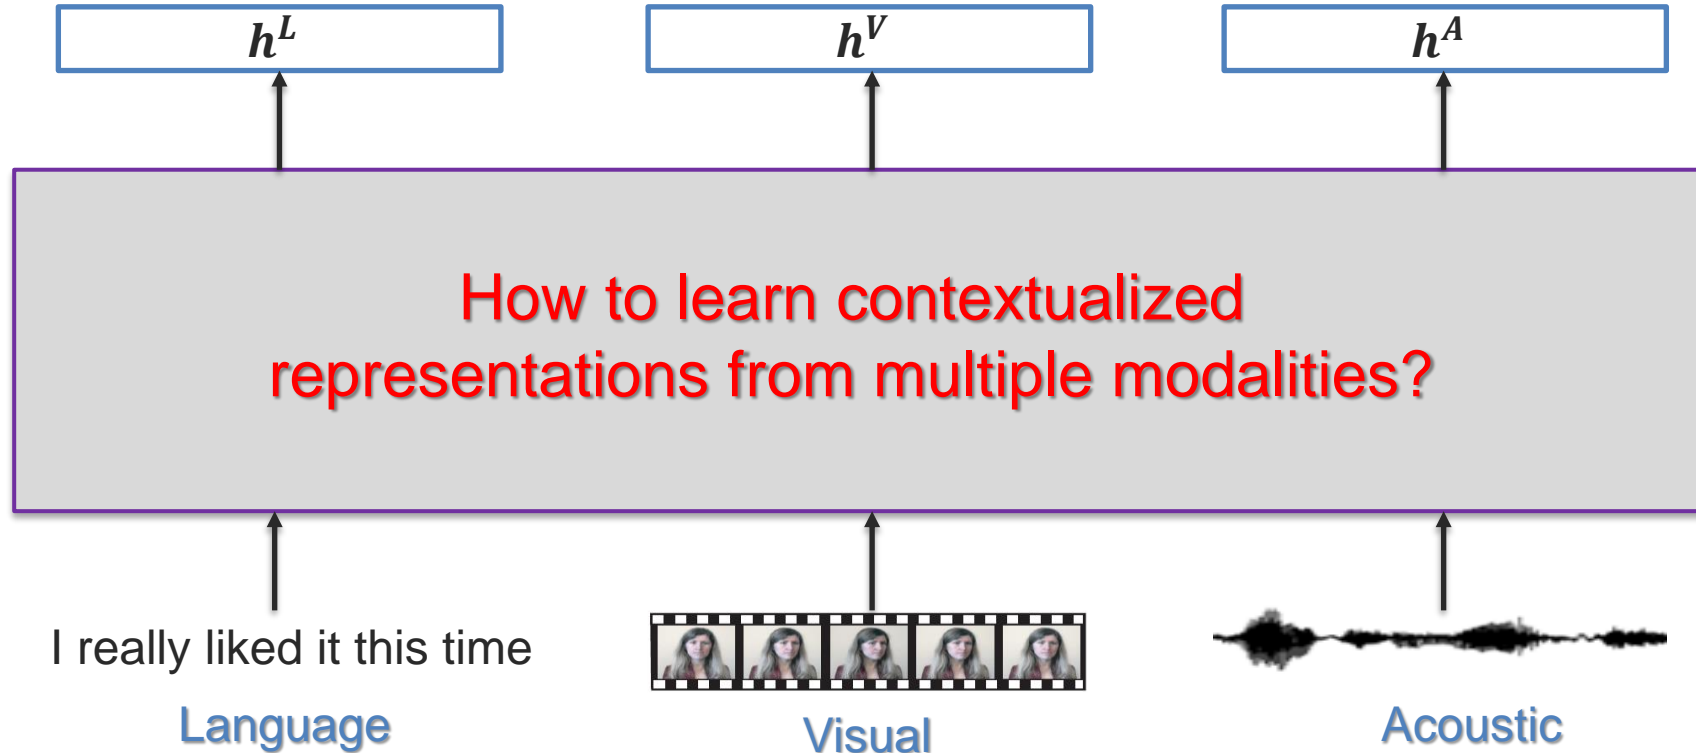 h^L h^V h^A
How to learn contextualized
representations from multiple modalities?
I really liked it this time
Language Visual Acoustic